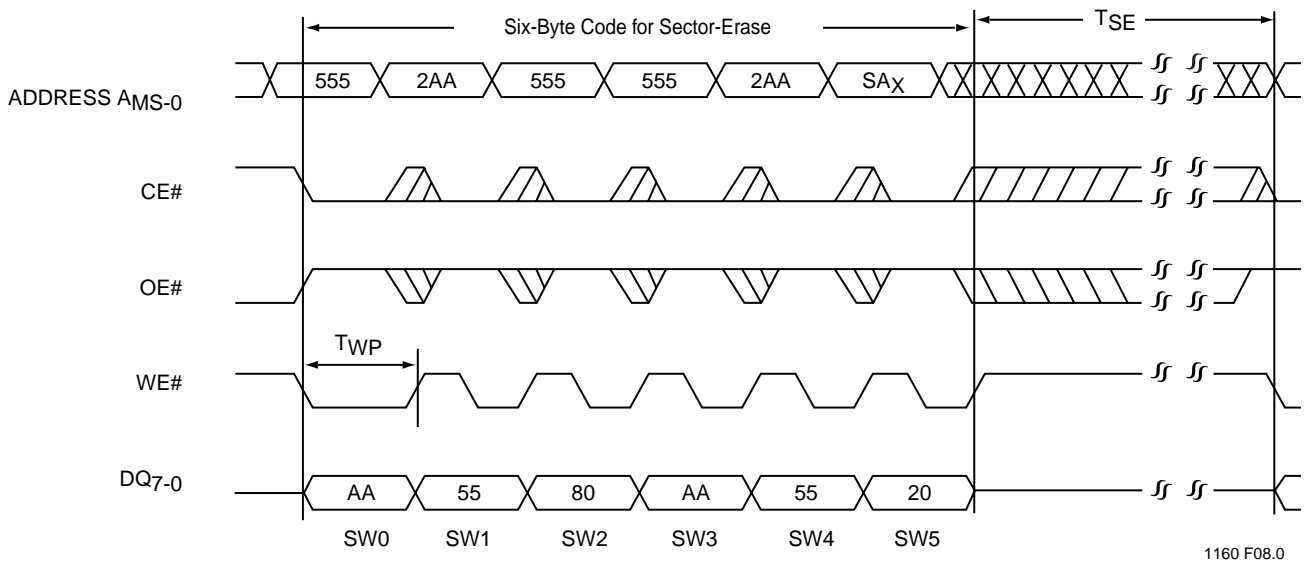 Six-Byte Code for Sector-Erase
TSE
ADDRESS AMS-0
555 2AA 555 555 2AA SAX
CE#
OE#
TWP
WE#
DQ7-0
AA 55 80 AA 55 20
SW0 SW1 SW2 SW3 SW4 SW5
1160 F08.0